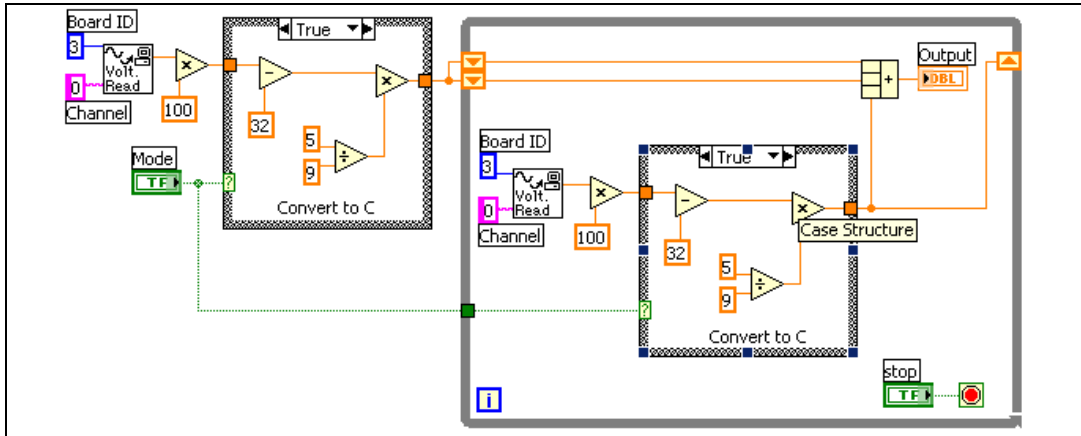 Board ID
3
Volt.
Read
0
Channel
×
100
True
−
32
×
5
9
÷
Convert to C
Mode
TF
?
Output
DBL
+
Board ID
3
Volt.
Read
0
Channel
×
100
True
−
32
×
Case Structure
5
9
÷
?
Convert to C
stop
TF
i